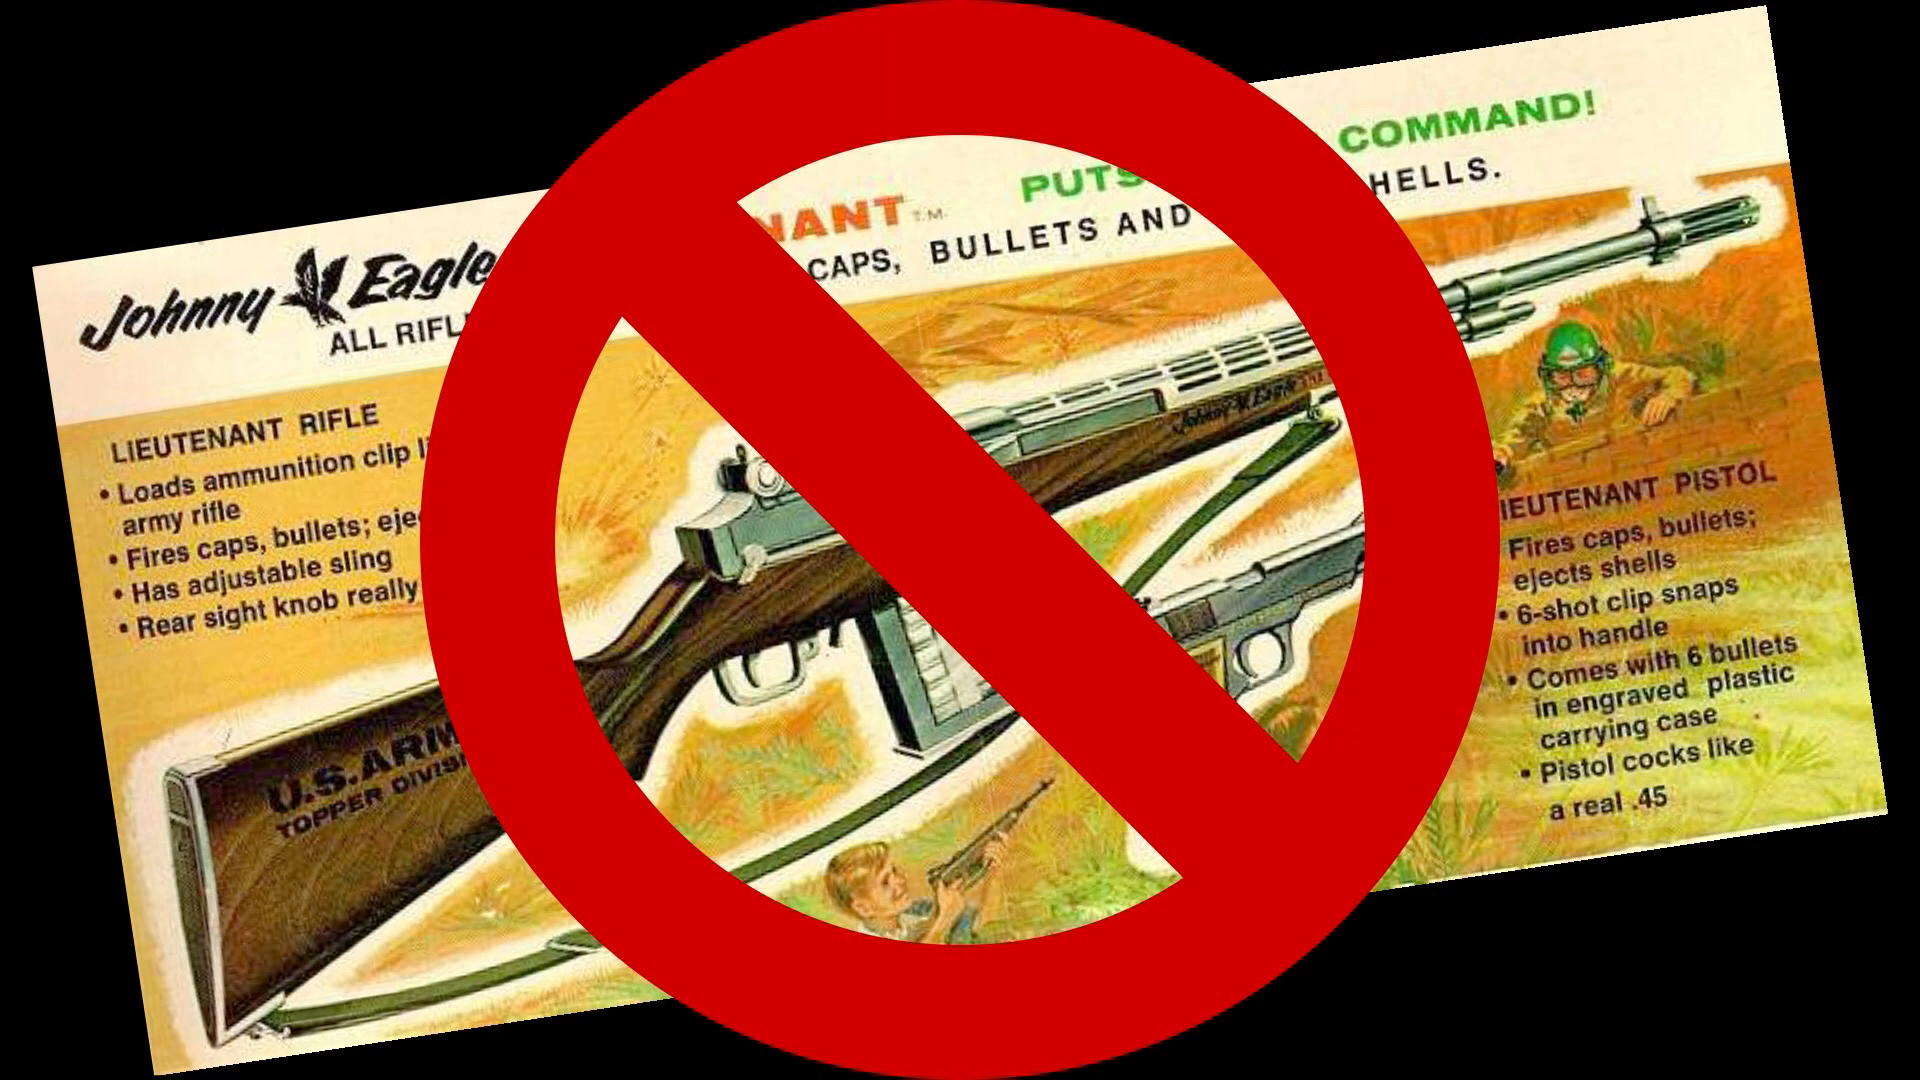 Johnny Eagle
NANT T.M. PUTS COMMAND!
ALL RIFL CAPS, BULLETS AND HELLS.
LIEUTENANT RIFLE
• Loads ammunition clip li
army rifle
• Fires caps, bullets; eje
• Has adjustable sling
• Rear sight knob really
U.S.ARM
TOPPER DIVISI
Johnny Eagle
IEUTENANT PISTOL
Fires caps, bullets;
ejects shells
• 6-shot clip snaps
into handle
• Comes with 6 bullets
in engraved plastic
carrying case
• Pistol cocks like
a real .45